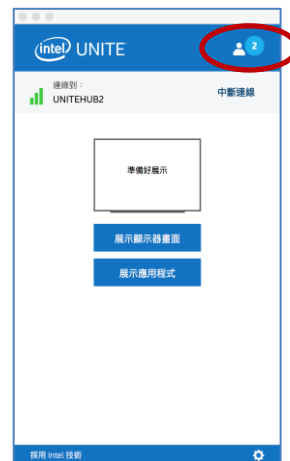 intel UNITE
2
連線到：
UNITEHUB2
中斷連線
準備好展示
展示顯示器畫面
展示應用程式
採用 Intel 技術